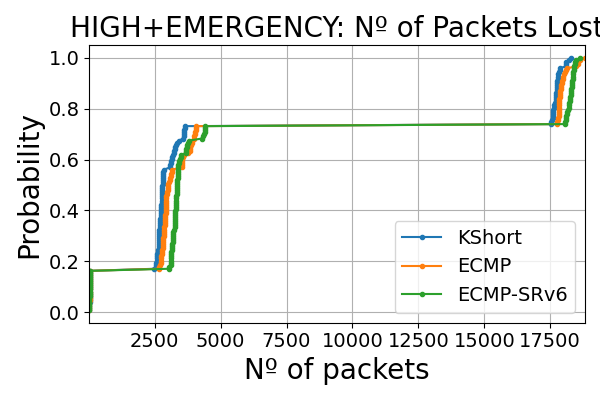 HIGH+EMERGENCY: Nº of Packets Lost
1.0
0.8
0.6
0.4
0.2
0.0
Probability
KShort
ECMP
ECMP-SRv6
2500 5000 7500 10000 12500 15000 17500
Nº of packets